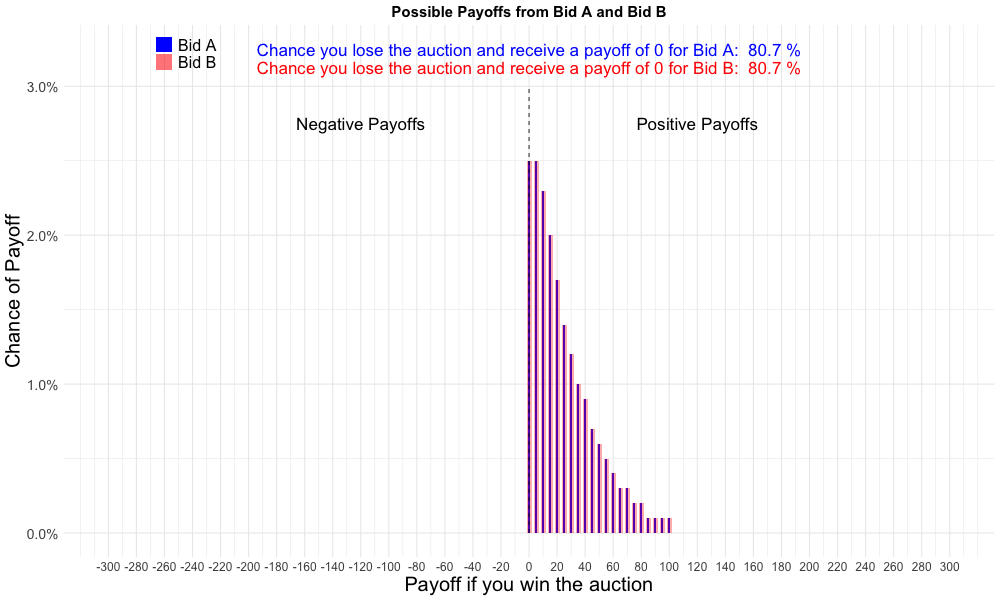 Possible Payoffs from Bid A and Bid B
Bid A
Bid B
Chance you lose the auction and receive a payoff of 0 for Bid A:  80.7 %
Chance you lose the auction and receive a payoff of 0 for Bid B:  80.7 %
Negative Payoffs
Positive Payoffs
Chance of Payoff
3.0%
2.0%
1.0%
0.0%
-300 -280 -260 -240 -220 -200 -180 -160 -140 -120 -100 -80 -60 -40 -20 0 20 40 60 80 100 120 140 160 180 200 220 240 260 280 300
Payoff if you win the auction